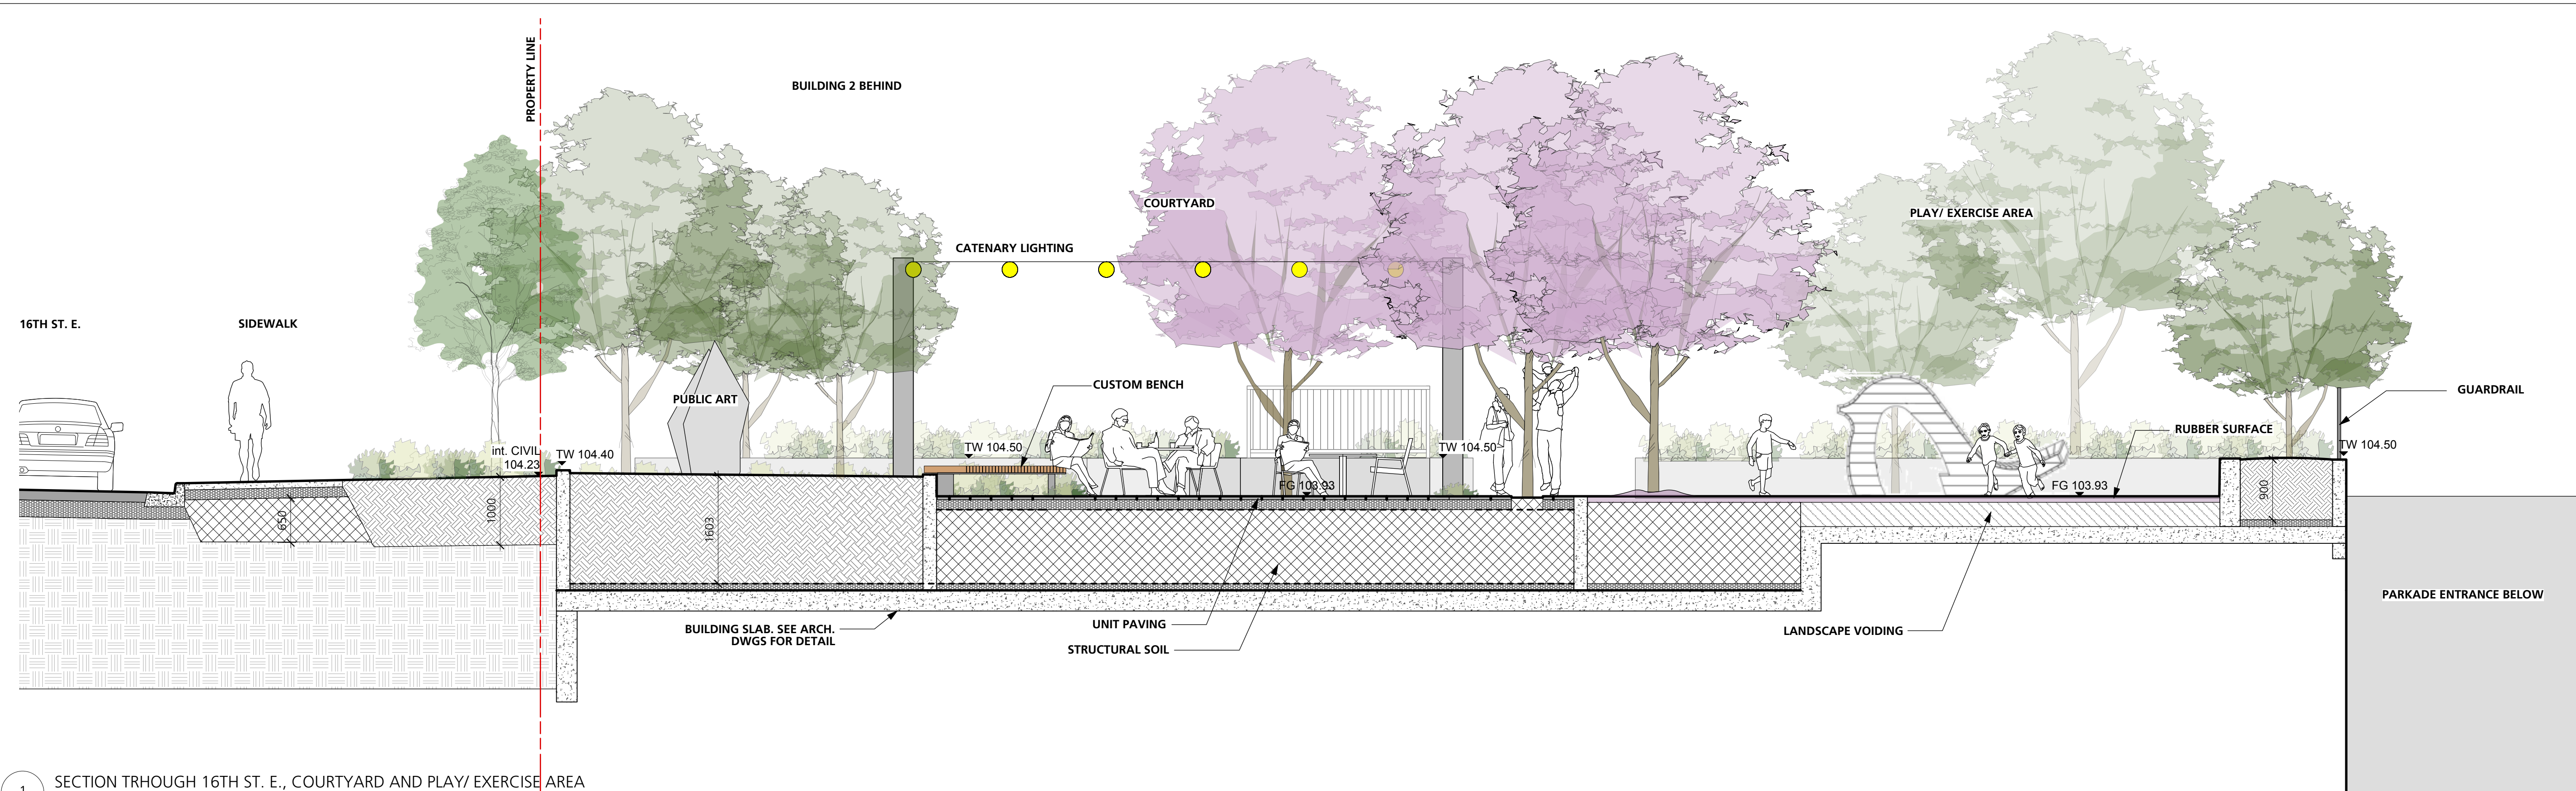 PROPERTY LINE
BUILDING 2 BEHIND
COURTYARD
PLAY/ EXERCISE AREA
CATENARY LIGHTING
16TH ST. E.
SIDEWALK
CUSTOM BENCH
GUARDRAIL
PUBLIC ART
RUBBER SURFACE
int. CIVIL
104.23
TW 104.40
TW 104.50
TW 104.50
TW 104.50
FG 103.93
FG 103.93
650
1000
1603
900
PARKADE ENTRANCE BELOW
BUILDING SLAB. SEE ARCH.
DWGS FOR DETAIL
UNIT PAVING
STRUCTURAL SOIL
LANDSCAPE VOIDING
1
SECTION TRHOUGH 16TH ST. E., COURTYARD AND PLAY/ EXERCISE AREA